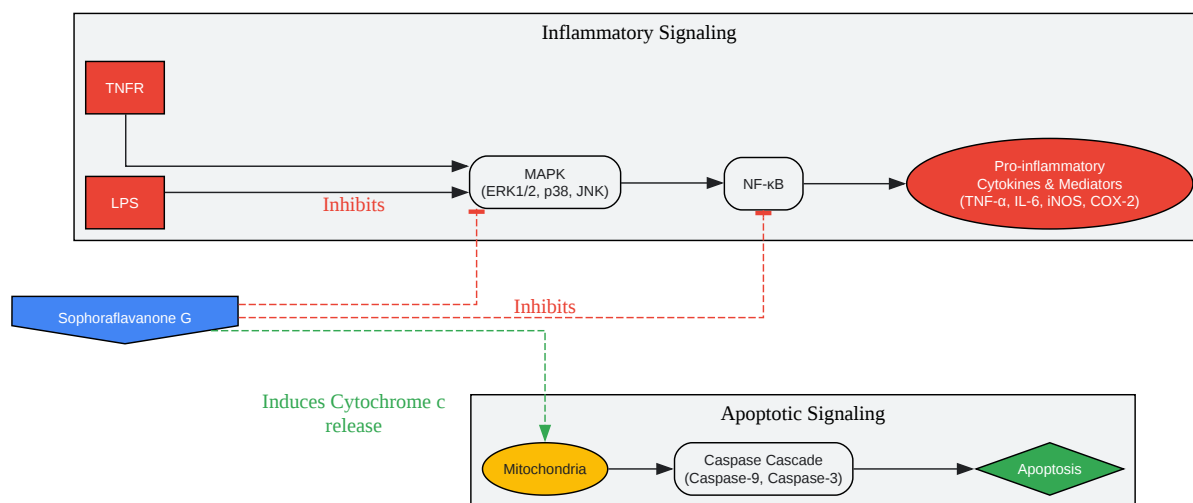 Inflammatory Signaling
TNFR
LPS
Inhibits
MAPK
(ERK1/2, p38, JNK)
NF-κB
Pro-inflammatory
Cytokines & Mediators
(TNF-α, IL-6, iNOS, COX-2)
Sophoraflavanone G
Inhibits
Induces Cytochrome c
release
Apoptotic Signaling
Mitochondria
Caspase Cascade
(Caspase-9, Caspase-3)
Apoptosis